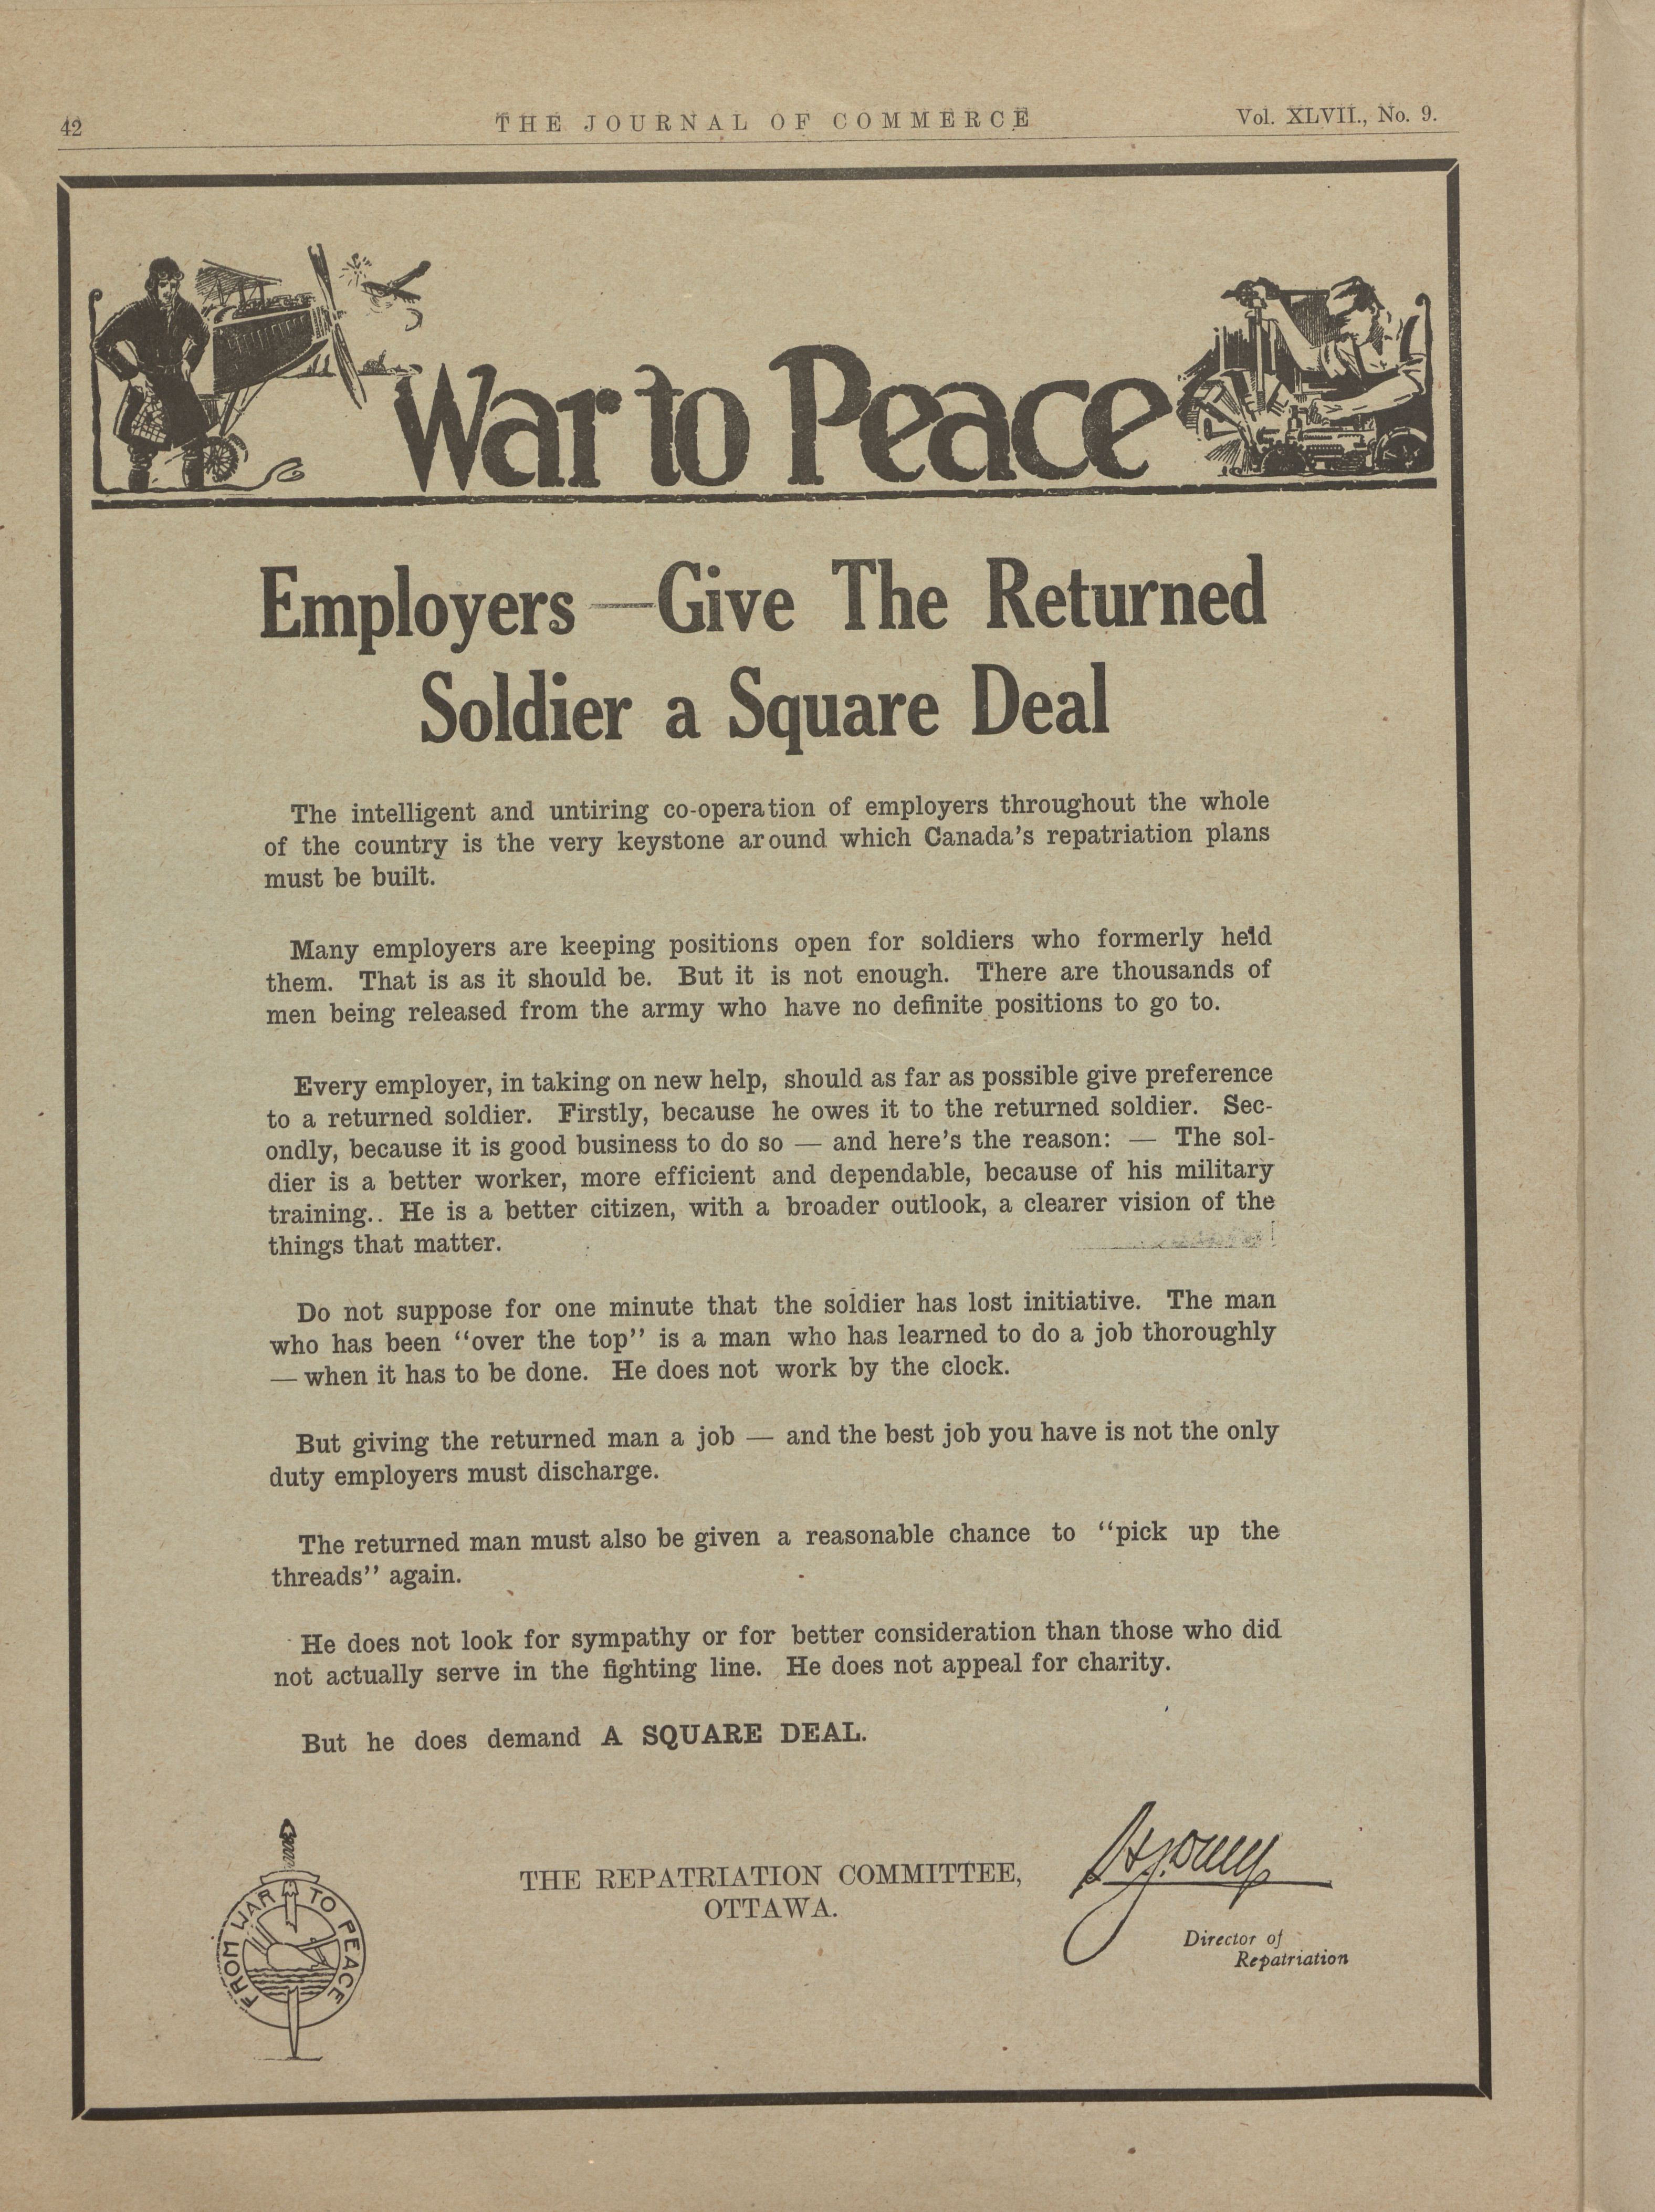 42
THE JOURNAL OF COMMERCE
Vol. XLVII., No. 9.
War to Peace
Employers—Give The Returned
Soldier a Square Deal
The intelligent and untiring co-operation of employers throughout the whole
of the country is the very keystone around which Canada's repatriation plans
must be built.
Many employers are keeping positions open for soldiers who formerly held
them. That is as it should be. But it is not enough. There are thousands of
men being released from the army who have no definite positions to go to.
Every employer, in taking on new help, should as far as possible give preference
to a returned soldier. Firstly, because he owes it to the returned soldier. Sec-
ondly, because it is good business to do so — and here's the reason: — The sol-
dier is a better worker, more efficient and dependable, because of his military
training.. He is a better citizen, with a broader outlook, a clearer vision of the
things that matter.
Do not suppose for one minute that the soldier has lost initiative. The man
who has been "over the top" is a man who has learned to do a job thoroughly
— when it has to be done. He does not work by the clock.
But giving the returned man a job — and the best job you have is not the only
duty employers must discharge.
The returned man must also be given a reasonable chance to "pick up the
threads" again.
He does not look for sympathy or for better consideration than those who did
not actually serve in the fighting line. He does not appeal for charity.
But he does demand A SQUARE DEAL.
FROM WAR TO PEACE
THE REPATRIATION COMMITTEE,
OTTAWA.
Director of
Repatriation